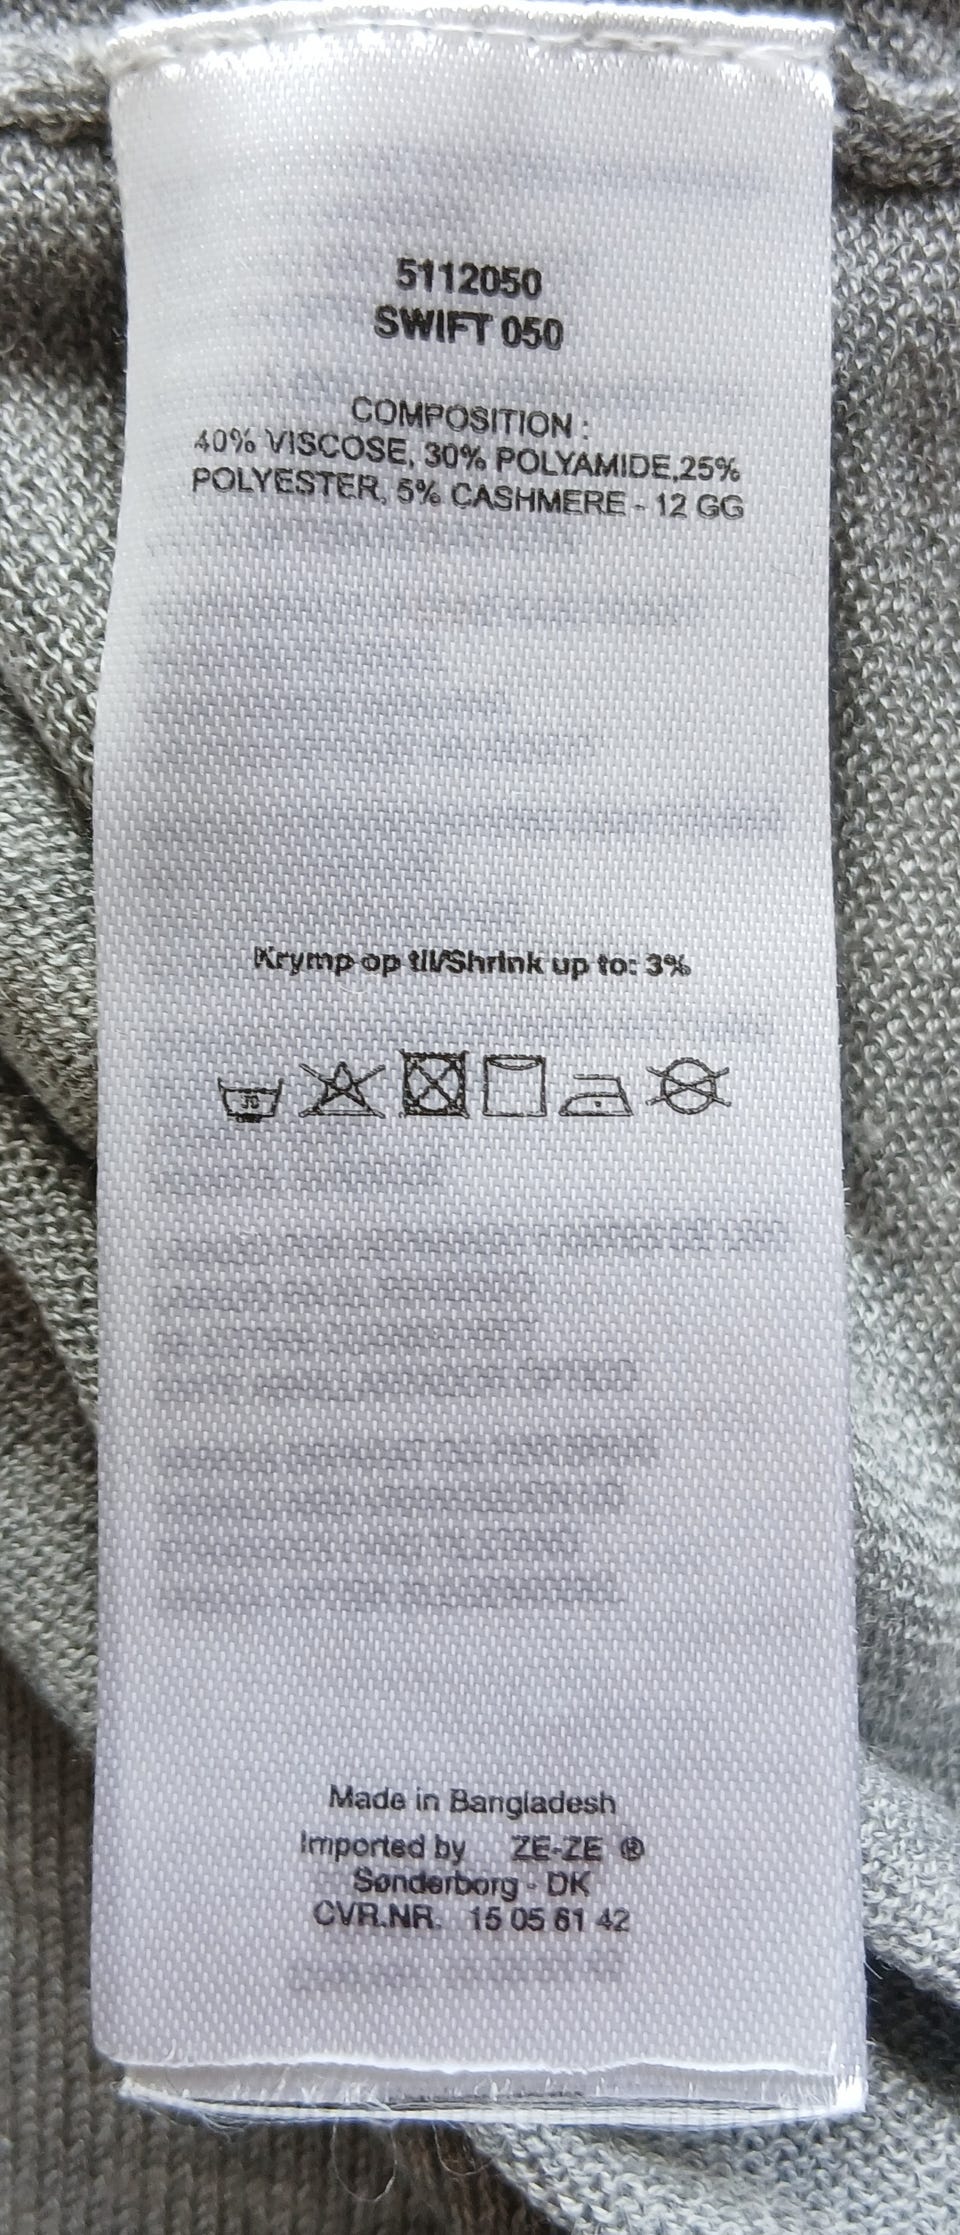 5112050
SWIFT 050
COMPOSITION :
40% VISCOSE, 30% POLYAMIDE,25%
POLYESTER, 5% CASHMERE - 12 GG
Krymp op til/Shrink up to: 3%
30
Made in Bangladesh
Imported by ZE-ZE ®
Sønderborg - DK
CVR.NR. 15 05 61 42